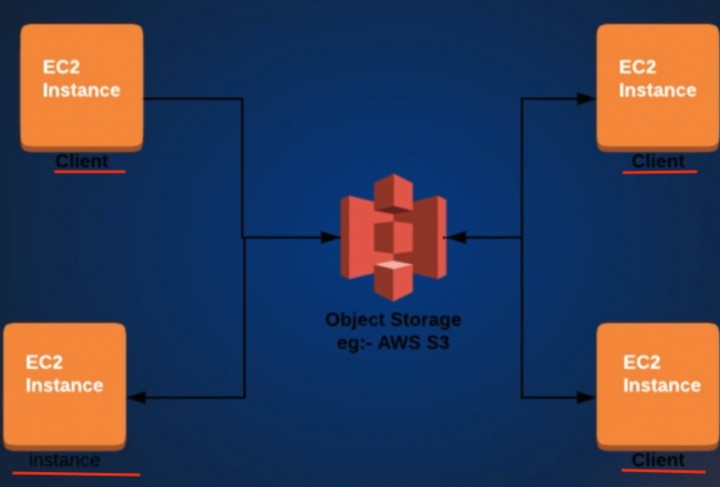 EC2
Instance
Client
EC2
Instance
Client
Object Storage
eg:- AWS S3
EC2
Instance
instance
EC2
Instance
Client